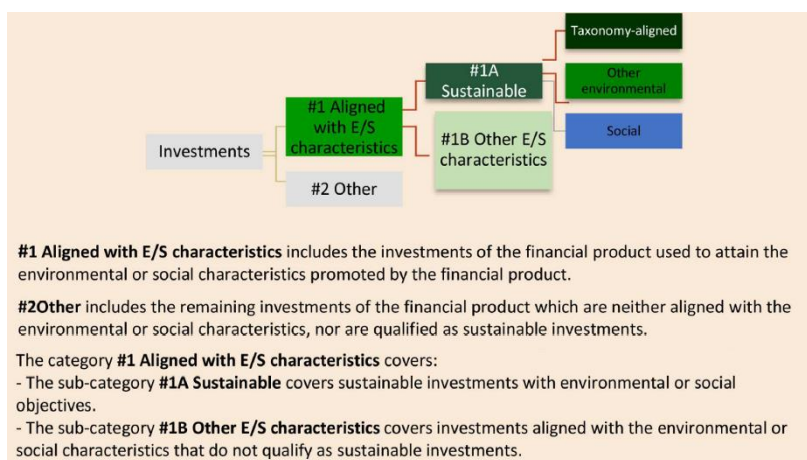 Taxonomy-aligned
#1A
Sustainable
Other
environmental
#1 Aligned
with E/S
characteristics
Social
#1B Other E/S
characteristics
Investments
#2 Other
#1 Aligned with E/S characteristics includes the investments of the financial product used to attain the
environmental or social characteristics promoted by the financial product.
#2Other includes the remaining investments of the financial product which are neither aligned with the
environmental or social characteristics, nor are qualified as sustainable investments.
The category #1 Aligned with E/S characteristics covers:
- The sub-category #1A Sustainable covers sustainable investments with environmental or social
objectives.
- The sub-category #1B Other E/S characteristics covers investments aligned with the environmental or
social characteristics that do not qualify as sustainable investments.